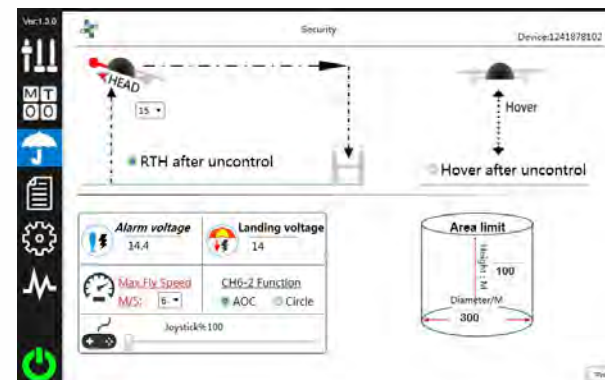 Ver:1.3.0
Security
Device:1241878102
HEAD
15
Hover
RTH after uncontrol
Hover after uncontrol
M T
O O
Alarm voltage
14.4
Landing voltage
14
Max.Fly Speed
M/S: 6
CH6-2 Function
AOC Circle
Joystick%:100
Area limit
Height : M
100
Diameter/M
300